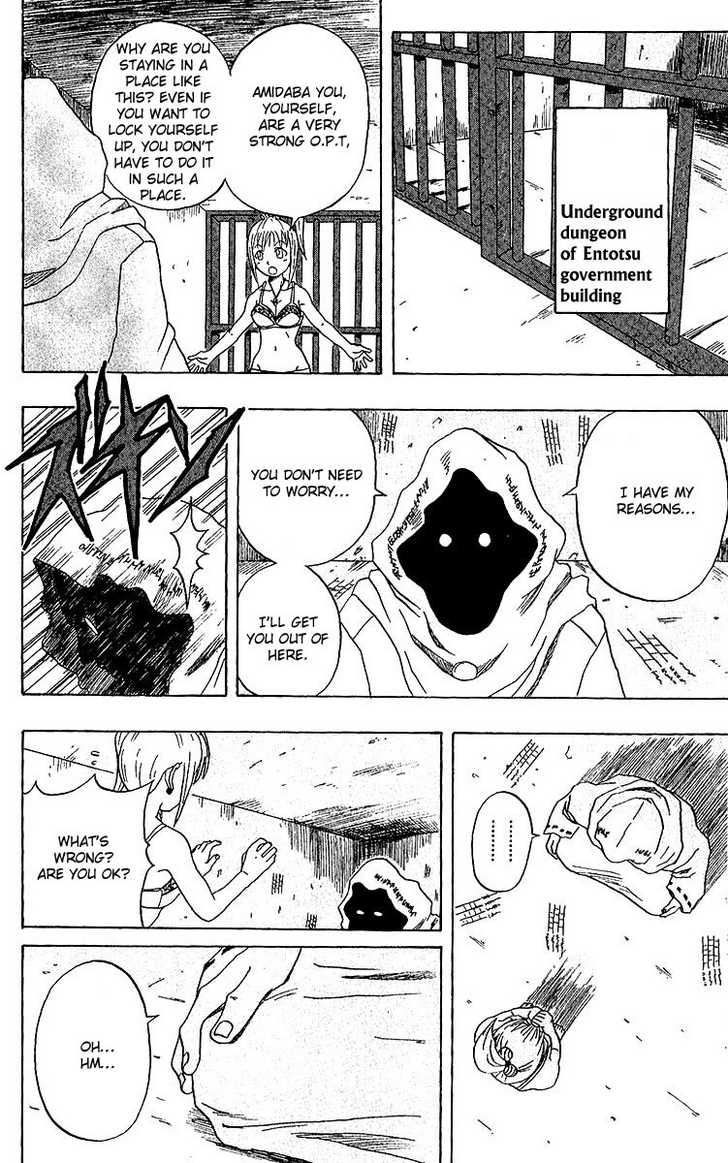 Underground
dungeon
of Entotsu
government
building
AMIDABA YOU,
YOURSELF,
ARE A VERY
STRONG O.P.T,
WHY ARE YOU
STAYING IN A
PLACE LIKE
THIS? EVEN IF
YOU WANT TO
LOCK YOURSELF
UP, YOU DON'T
HAVE TO DO IT
IN SUCH A
PLACE.
I HAVE MY
REASONS...
YOU DON'T NEED
TO WORRY...
I'LL GET
YOU OUT OF
HERE.
ズキン
.......
WHAT'S
WRONG?
ARE YOU OK?
OH...
HM...